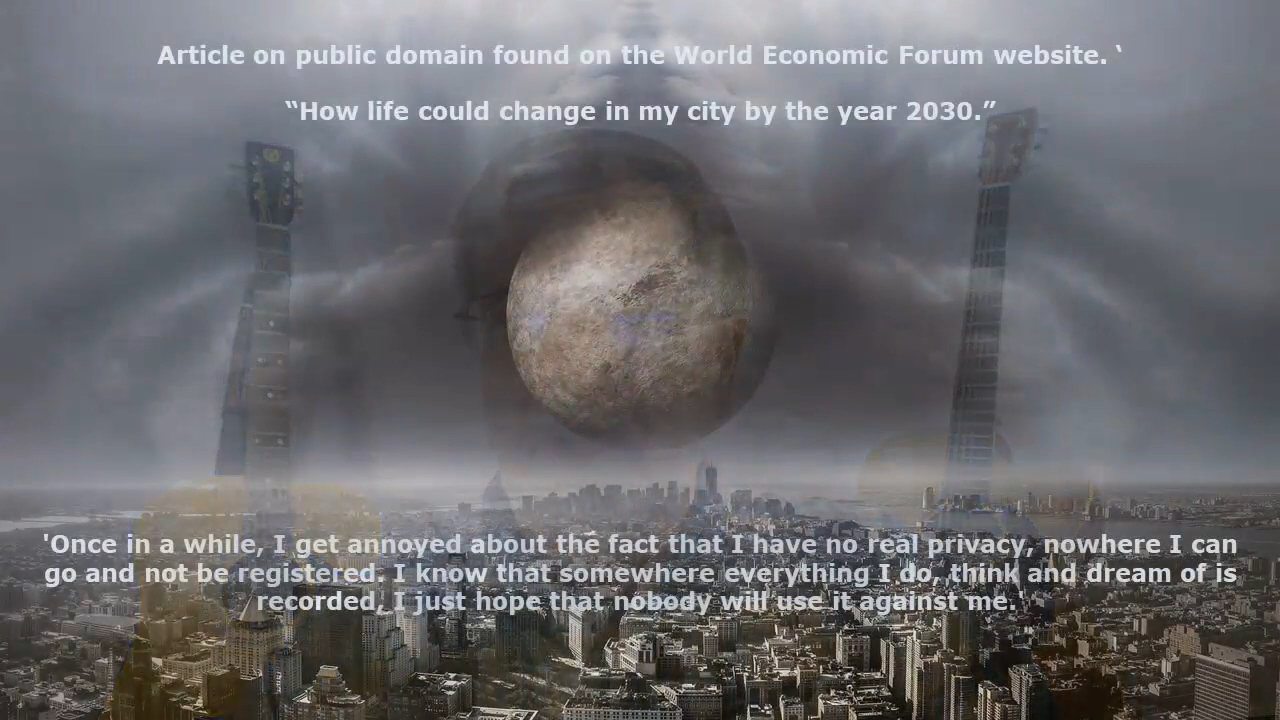 Article on public domain found on the World Economic Forum website. ‘
“How life could change in my city by the year 2030.”
'Once in a while, I get annoyed about the fact that I have no real privacy, nowhere I can
go and not be registered. I know that somewhere everything I do, think and dream of is
recorded, I just hope that nobody will use it against me.'